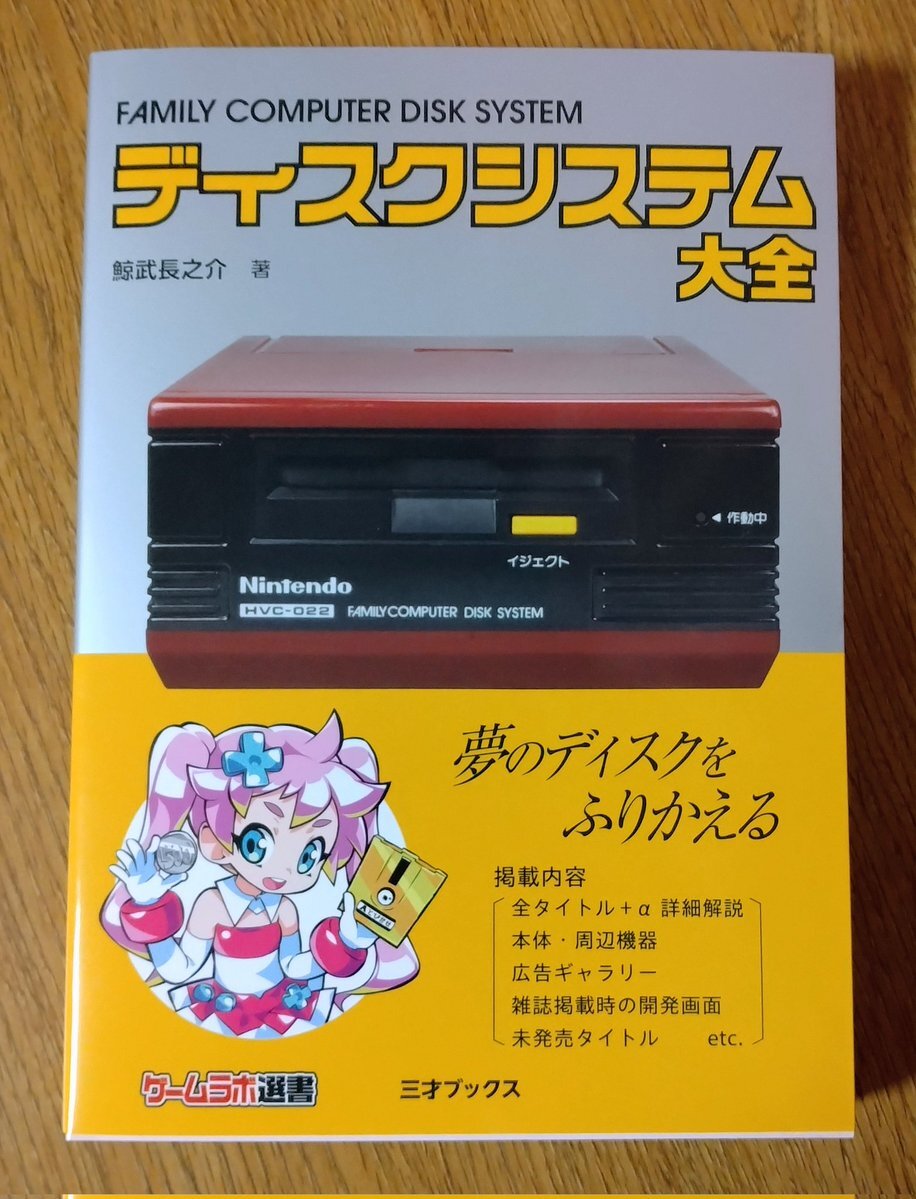 FAMILY COMPUTER DISK SYSTEM
ディスクシステム
大全
鯨武長之介 著
◀ 作動中
イジェクト
Nintendo
HVC-022 FAMILY COMPUTER DISK SYSTEM
夢のディスクを
ふりかえる
掲載内容
全タイトル+α 詳細解説
本体・周辺機器
広告ギャラリー
雑誌掲載時の開発画面
未発売タイトル etc.
500
ゲームラボ選書
三才ブックス